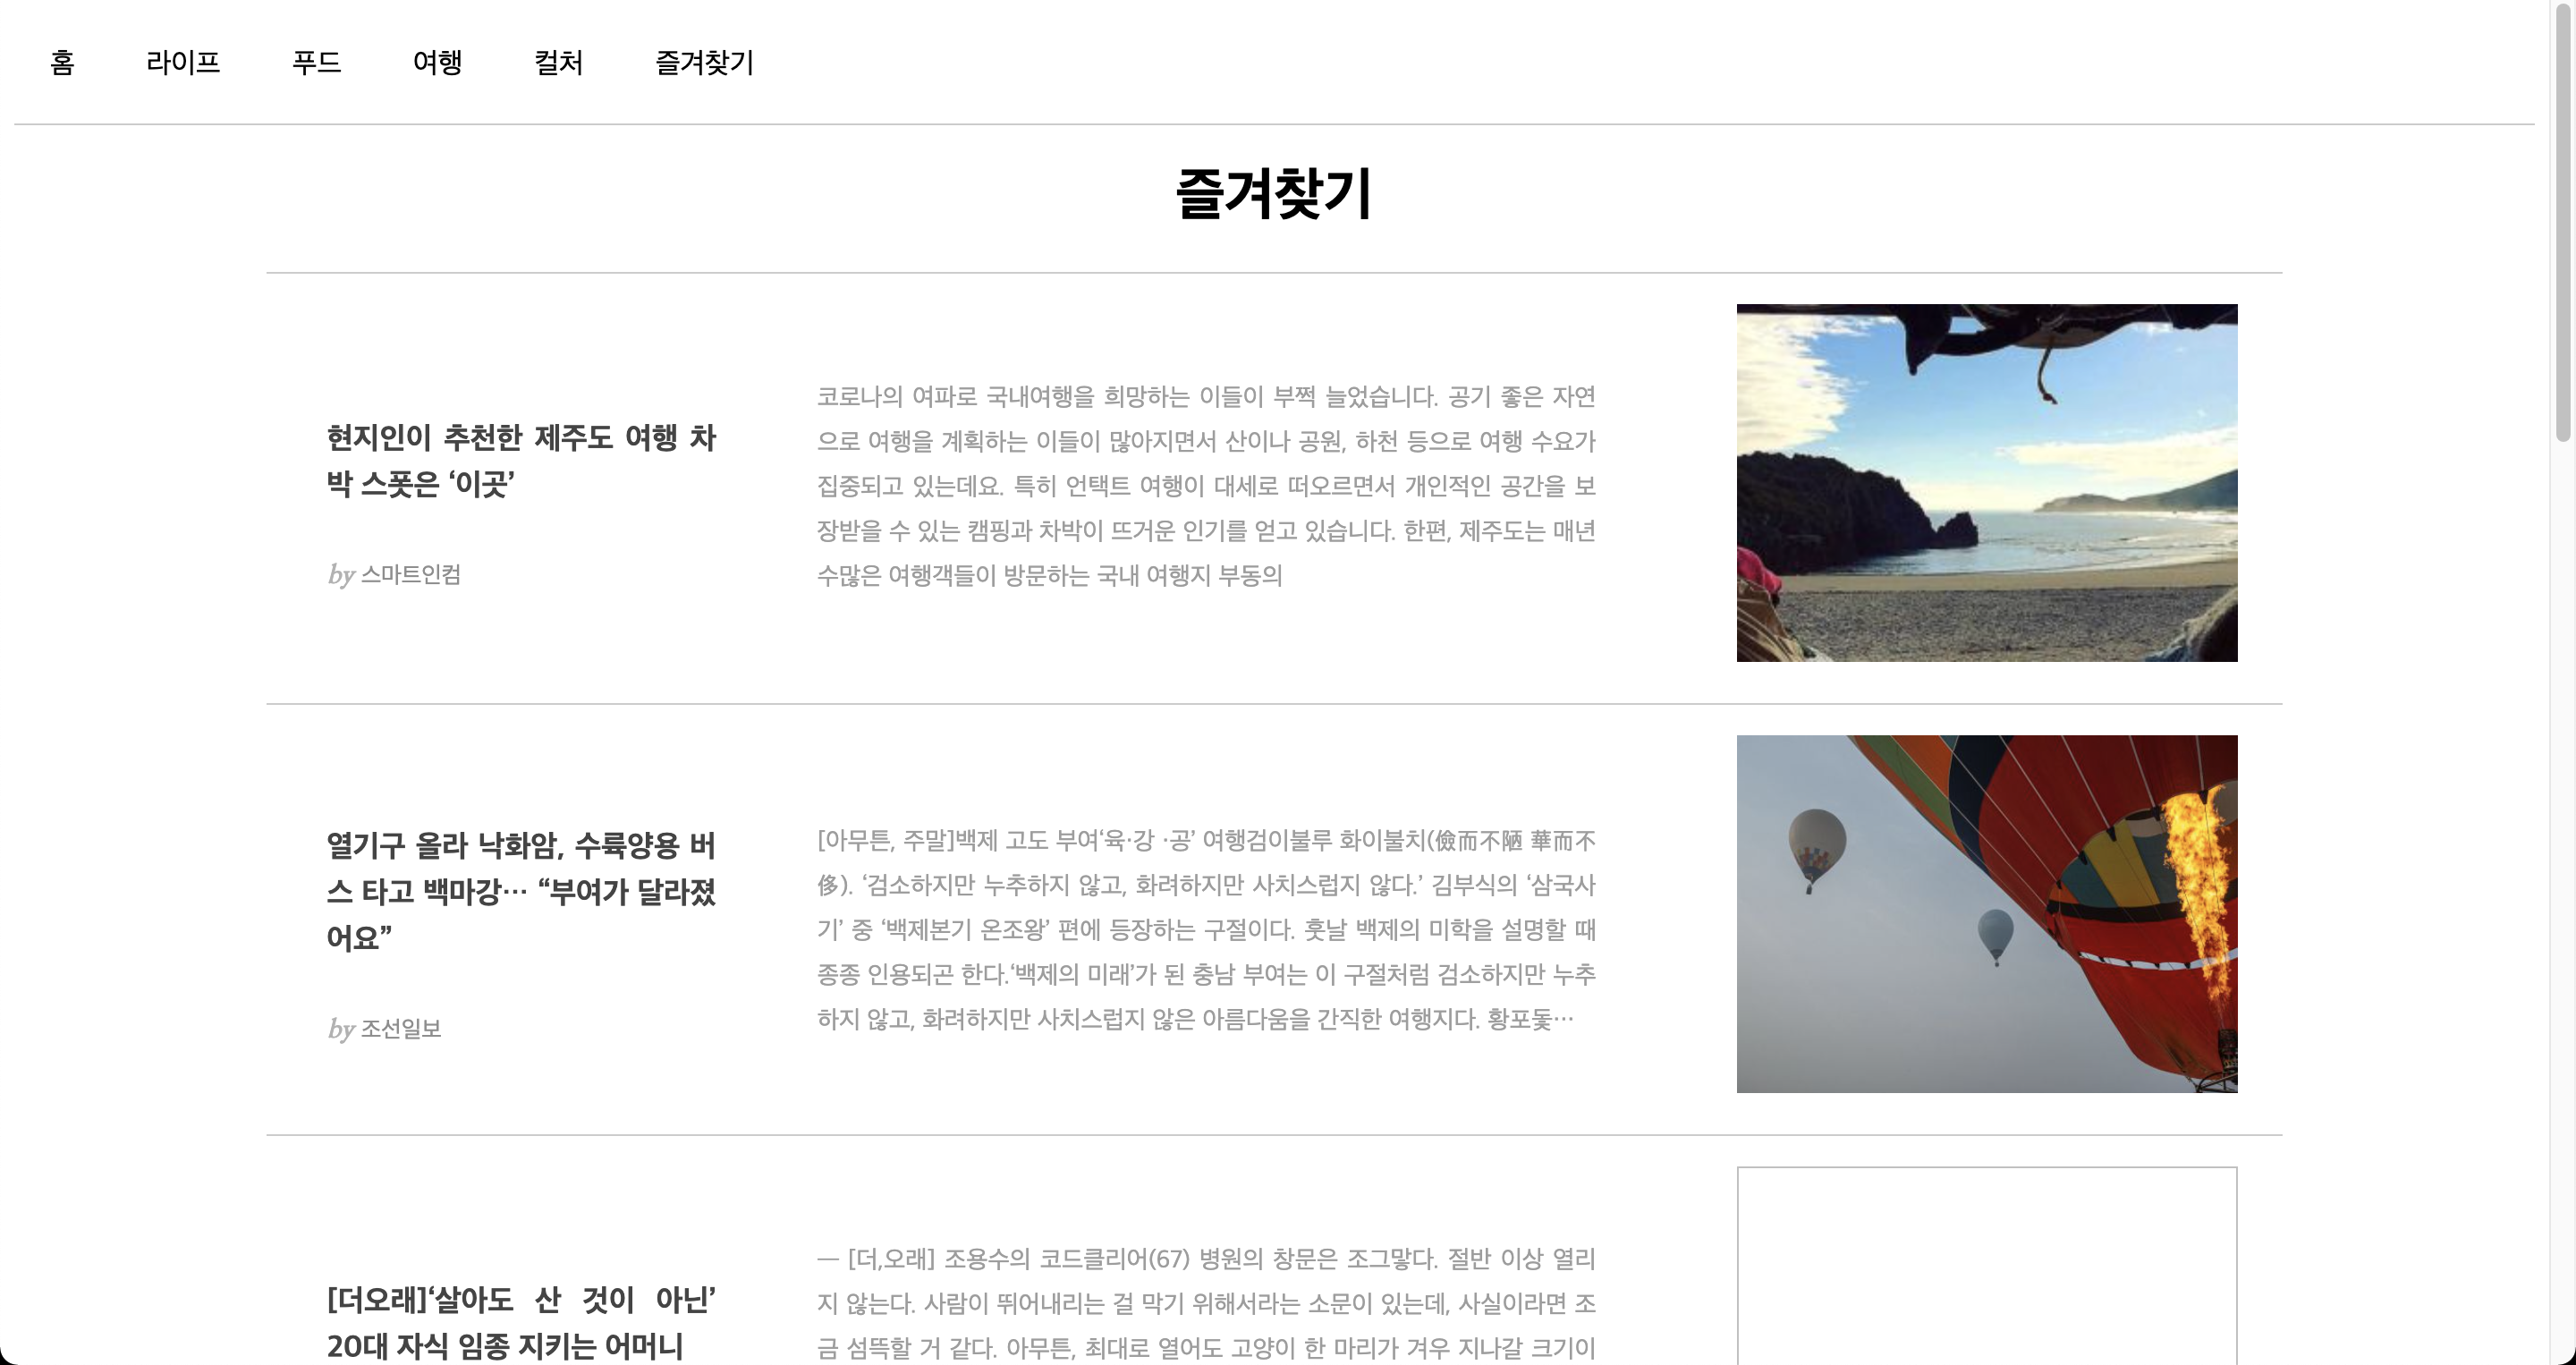 홈 라이프 푸드 여행 컬처 즐겨찾기
즐겨찾기
현지인이 추천한 제주도 여행 차
박 스폿은 ‘이곳’
by 스마트인컴
코로나의 여파로 국내여행을 희망하는 이들이 부쩍 늘었습니다. 공기 좋은 자연
으로 여행을 계획하는 이들이 많아지면서 산이나 공원, 하천 등으로 여행 수요가
집중되고 있는데요. 특히 언택트 여행이 대세로 떠오르면서 개인적인 공간을 보
장받을 수 있는 캠핑과 차박이 뜨거운 인기를 얻고 있습니다. 한편, 제주도는 매년
수많은 여행객들이 방문하는 국내 여행지 부동의
열기구 올라 낙화암, 수륙양용 버
스 타고 백마강… “부여가 달라졌
어요”
by 조선일보
[아무튼, 주말]백제 고도 부여‘육·강 ·공’ 여행검이불루 화이불치(儉而不陋 華而不
侈). ‘검소하지만 누추하지 않고, 화려하지만 사치스럽지 않다.’ 김부식의 ‘삼국사
기’ 중 ‘백제본기 온조왕’ 편에 등장하는 구절이다. 훗날 백제의 미학을 설명할 때
종종 인용되곤 한다.‘백제의 미래’가 된 충남 부여는 이 구절처럼 검소하지만 누추
하지 않고, 화려하지만 사치스럽지 않은 아름다움을 간직한 여행지다. 황포돛…
[더오래]‘살아도 산 것이 아닌’
20대 자식 임종 지키는 어머니
— [더,오래] 조용수의 코드클리어(67) 병원의 창문은 조그맣다. 절반 이상 열리
지 않는다. 사람이 뛰어내리는 걸 막기 위해서라는 소문이 있는데, 사실이라면 조
금 섬뜩할 거 같다. 아무튼, 최대로 열어도 고양이 한 마리가 겨우 지나갈 크기이